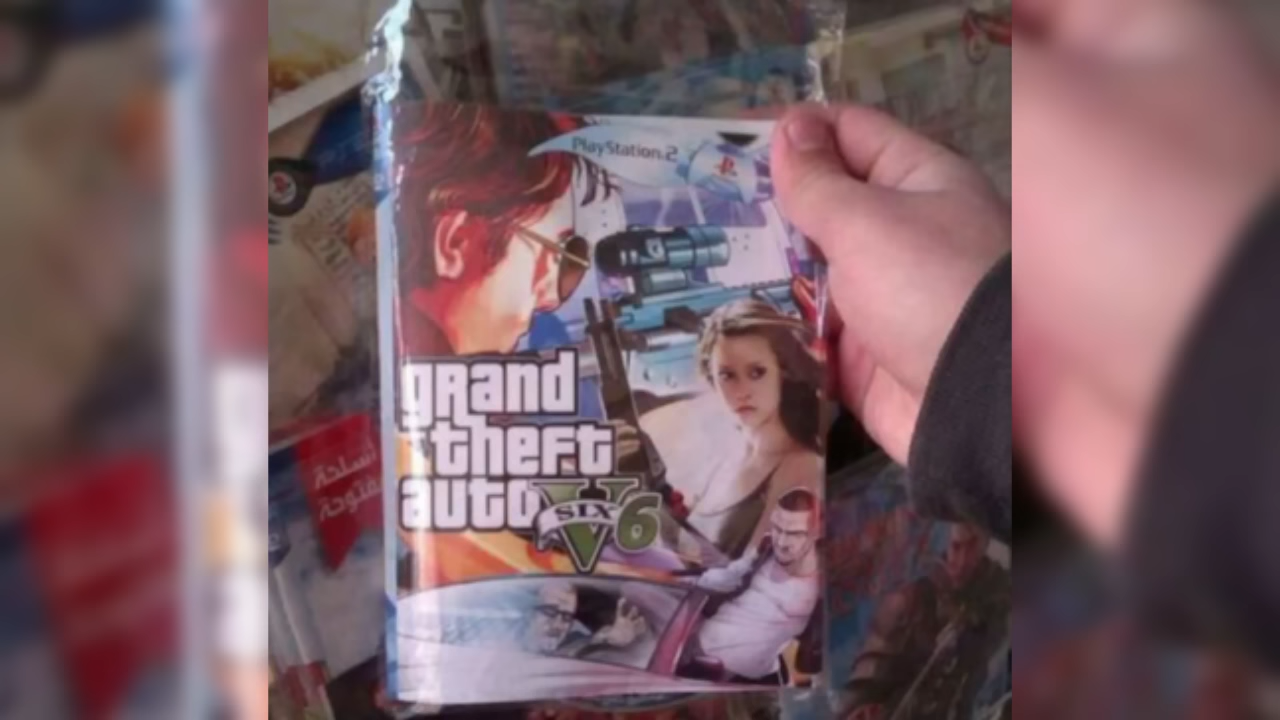 PlayStation.2
grand
theft
auto V 6
SIX
أسلحة
مفتوحة